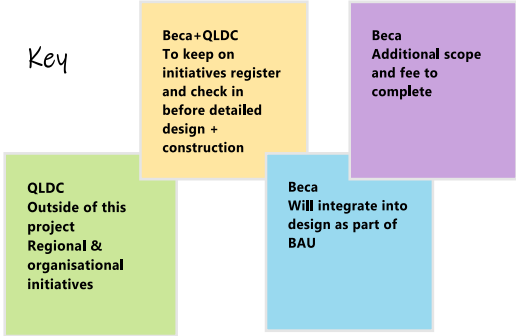 Key
Beca+QLDC
To keep on
initiatives register
and check in
before detailed
design +
construction
Beca
Additional scope
and fee to
complete
QLDC
Outside of this
project
Regional &
organisational
initiatives
Beca
Will integrate into
design as part of
BAU